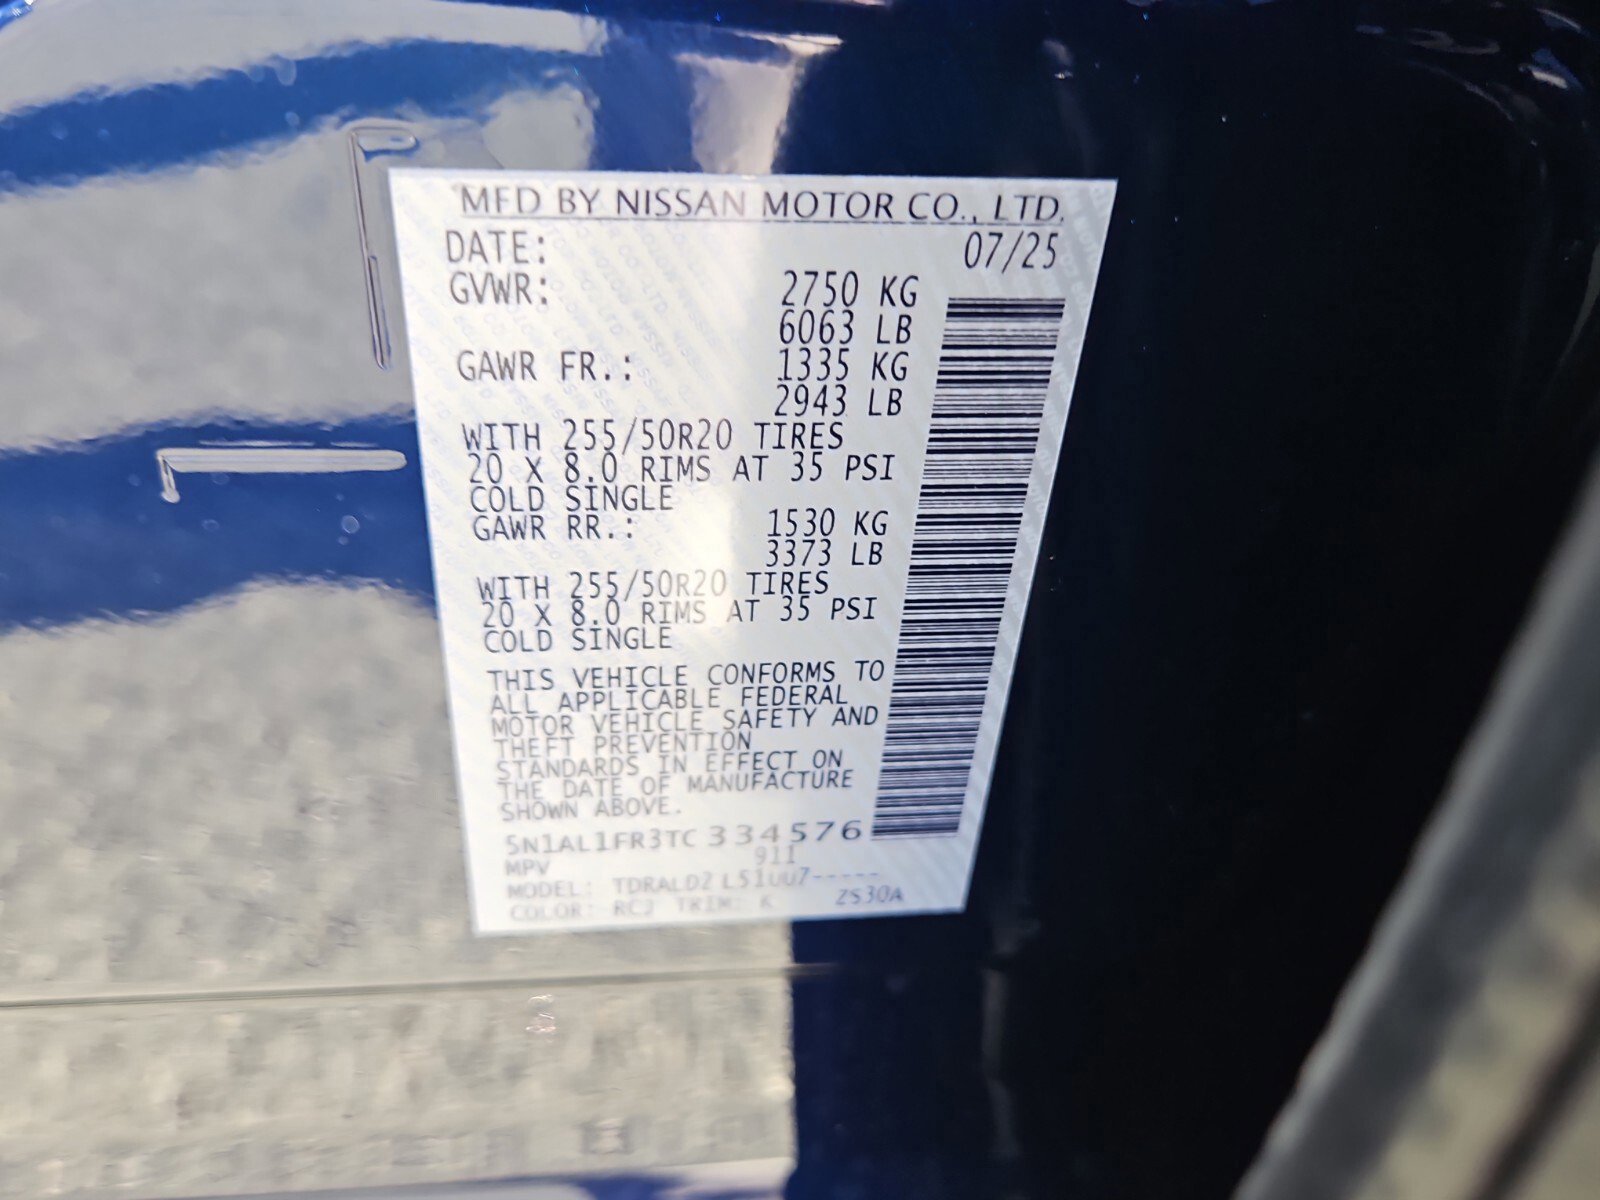 MFD BY NISSAN MOTOR CO., LTD.
DATE: 07/25
GVWR: 2750 KG
6063 LB
GAWR FR.: 1335 KG
2943 LB
WITH 255/50R20 TIRES
20 X 8.0 RIMS AT 35 PSI
COLD SINGLE
GAWR RR.: 1530 KG
3373 LB
WITH 255/50R20 TIRES
20 X 8.0 RIMS AT 35 PSI
COLD SINGLE
THIS VEHICLE CONFORMS TO
ALL APPLICABLE FEDERAL
MOTOR VEHICLE SAFETY AND
THEFT PREVENTION
STANDARDS IN EFFECT ON
THE DATE OF MANUFACTURE
SHOWN ABOVE.
5N1AL1FR3TC334576
MPV 911
MODEL: TDRALD2 L51UU7-----
COLOR: TRIM: K ZS30A